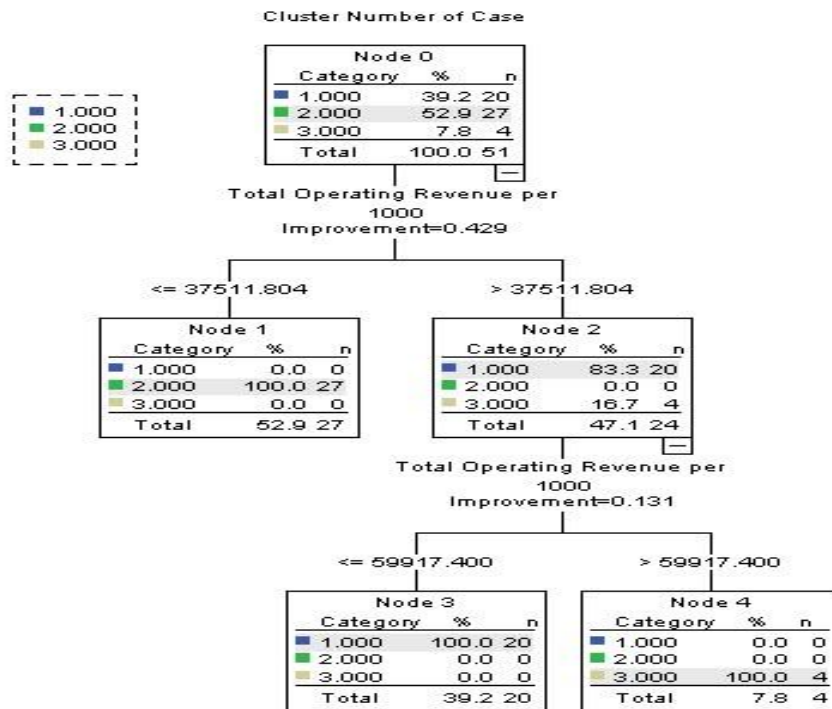 Cluster Number of Case
1.000
2.000
3.000
Node 0
Category % n
1.000 39.2 20
2.000 52.9 27
3.000 7.8 4
Total 100.0 51
Total Operating Revenue per
1000
Improvement=0.429
<= 37511.804
> 37511.804
Node 1
Category % n
1.000 0.0 0
2.000 100.0 27
3.000 0.0 0
Total 52.9 27
Node 2
Category % n
1.000 83.3 20
2.000 0.0 0
3.000 16.7 4
Total 47.1 24
Total Operating Revenue per
1000
Improvement=0.131
<= 59917.400
> 59917.400
Node 3
Category % n
1.000 100.0 20
2.000 0.0 0
3.000 0.0 0
Total 39.2 20
Node 4
Category % n
1.000 0.0 0
2.000 0.0 0
3.000 100.0 4
Total 7.8 4